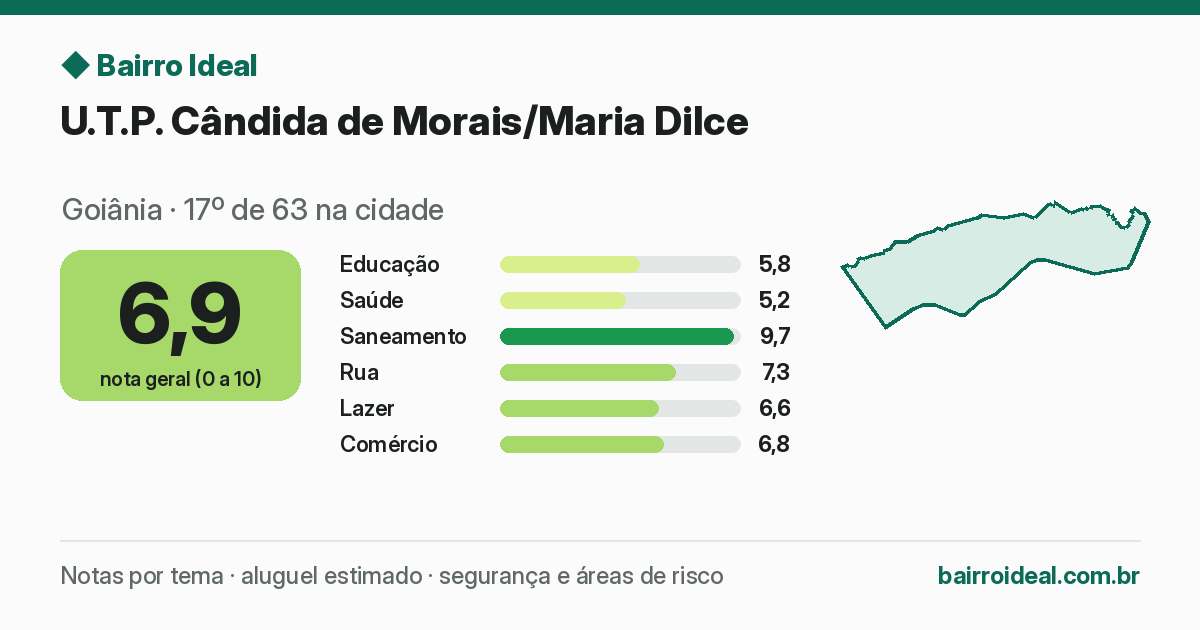 Bairro Ideal
U.T.P. Cândida de Morais/Maria Dilce
Goiânia · 17º de 63 na cidade
6,9
nota geral (0 a 10)
Educação 5,8
Saúde 5,2
Saneamento 9,7
Rua 7,3
Lazer 6,6
Comércio 6,8
Notas por tema · aluguel estimado · segurança e áreas de risco
bairroideal.com.br